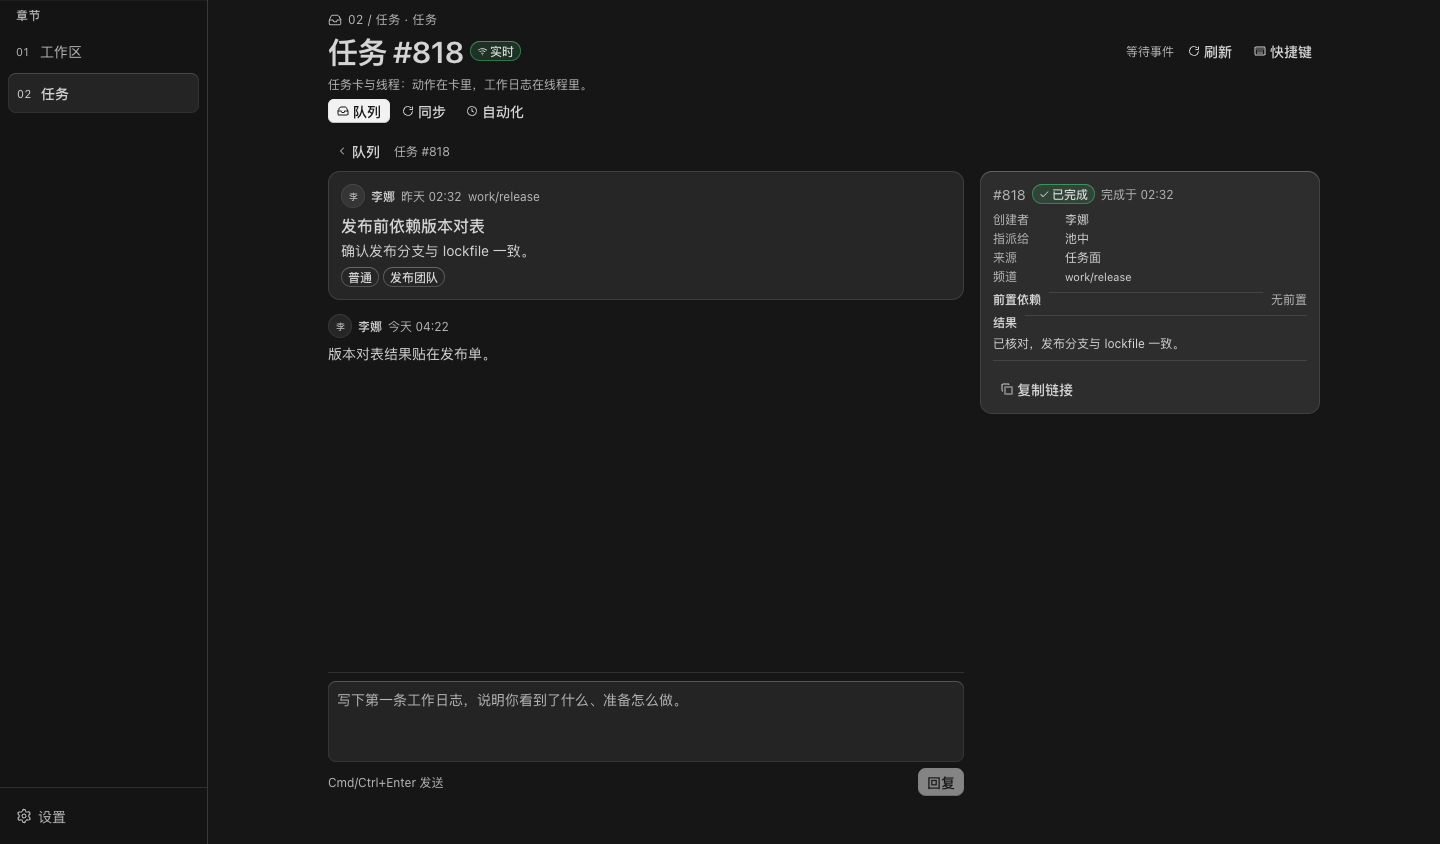 章节
01 工作区
02 任务
设置
02 / 任务 · 任务
任务 #818 实时
等待事件 刷新 快捷键
任务卡与线程：动作在卡里，工作日志在线程里。
队列 同步 自动化
队列 任务 #818
李 李娜 昨天 02:32 work/release
发布前依赖版本对表
确认发布分支与 lockfile 一致。
普通 发布团队
李 李娜 今天 04:22
版本对表结果贴在发布单。
写下第一条工作日志，说明你看到了什么、准备怎么做。
Cmd/Ctrl+Enter 发送
回复
#818 已完成 完成于 02:32
创建者 李娜
指派给 池中
来源 任务面
频道 work/release
前置依赖 无前置
结果
已核对，发布分支与 lockfile 一致。
复制链接